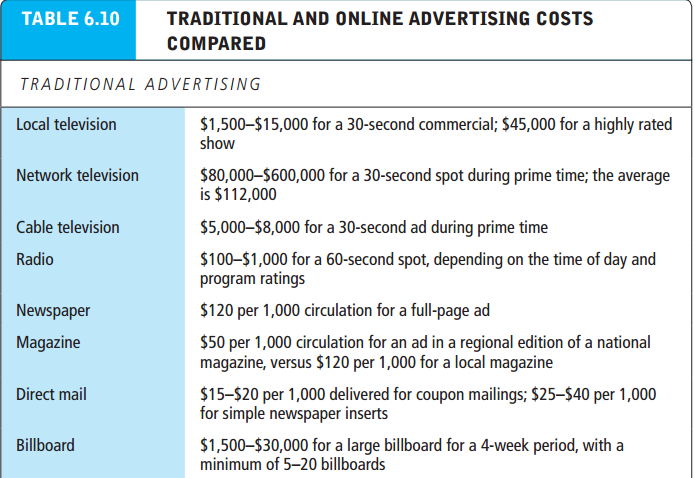 TABLE 6.10
TRADITIONAL AND ONLINE ADVERTISING COSTS
COMPARED
TRADITIONAL ADVERTISING
Local television
$1,500–$15,000 for a 30-second commercial; $45,000 for a highly rated
show
Network television
$80,000–$600,000 for a 30-second spot during prime time; the average
is $112,000
Cable television
$5,000–$8,000 for a 30-second ad during prime time
Radio
$100–$1,000 for a 60-second spot, depending on the time of day and
program ratings
Newspaper
$120 per 1,000 circulation for a full-page ad
Magazine
$50 per 1,000 circulation for an ad in a regional edition of a national
magazine, versus $120 per 1,000 for a local magazine
Direct mail
$15–$20 per 1,000 delivered for coupon mailings; $25–$40 per 1,000
for simple newspaper inserts
Billboard
$1,500–$30,000 for a large billboard for a 4-week period, with a
minimum of 5–20 billboards